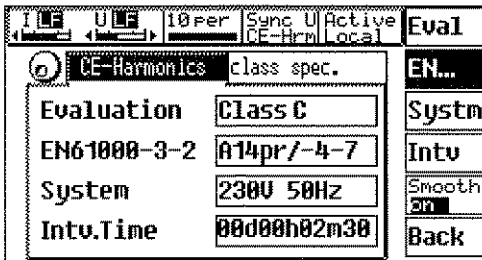 I LF U LF 10 per Sync U Active
CE-Hrm Local
CE-Harmonics class spec.
Evaluation Class C
EN61000-3-2 A14pr/-4-7
System 230V 50Hz
Intv.Time 00d00h02m30
Eval
EN...
Systm
Intv
Smooth
on
Back